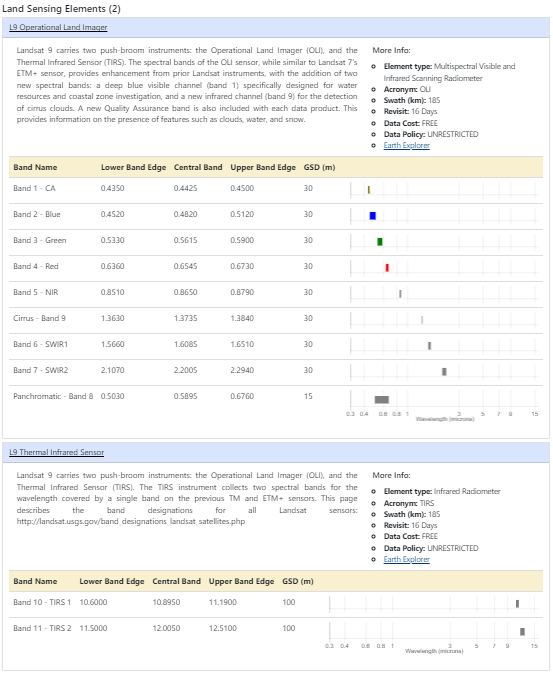 Land Sensing Elements (2)
L9 Operational Land Imager
Landsat 9 carries two push-broom instruments: the Operational Land Imager (OLI), and the
Thermal Infrared Sensor (TIRS). The spectral bands of the OLI sensor, while similar to Landsat 7's
ETM+ sensor, provides enhancement from prior Landsat instruments, with the addition of two
new spectral bands: a deep blue visible channel (band 1) specifically designed for water
resources and coastal zone investigation, and a new infrared channel (band 9) for the detection
of cirrus clouds. A new Quality Assurance band is also included with each data product. This
provides information on the presence of features such as clouds, water, and snow.
More Info:
Element type: Multispectral Visible and
Infrared Scanning Radiometer
Acronym: OLI
Swath (km): 185
Revisit: 16 Days
Data Cost: FREE
Data Policy: UNRESTRICTED
Earth Explorer
Band Name Lower Band Edge Central Band Upper Band Edge GSD (m)
Band 1 - CA 0.4350 0.4425 0.4500 30
Band 2 - Blue 0.4520 0.4820 0.5120 30
Band 3 - Green 0.5330 0.5615 0.5900 30
Band 4 - Red 0.6360 0.6545 0.6730 30
Band 5 - NIR 0.8510 0.8650 0.8790 30
Cirrus - Band 9 1.3630 1.3735 1.3840 30
Band 6 - SWIR1 1.5660 1.6085 1.6510 30
Band 7 - SWIR2 2.1070 2.2005 2.2940 30
Panchromatic - Band 8 0.5030 0.5895 0.6760 15
0.3 0.4 0.6 0.8 1 3 5 7 9 15
Wavelength (microns)
L9 Thermal Infrared Sensor
Landsat 9 carries two push-broom instruments: the Operational Land Imager (OLI), and the
Thermal Infrared Sensor (TIRS). The TIRS instrument collects two spectral bands for the
wavelength covered by a single band on the previous TM and ETM+ sensors. This page
describes the band designations for all Landsat sensors:
http://landsat.usgs.gov/band_designations_landsat_satellites.php
More Info:
Element type: Infrared Radiometer
Acronym: TIRS
Swath (km): 185
Revisit: 16 Days
Data Cost: FREE
Data Policy: UNRESTRICTED
Earth Explorer
Band Name Lower Band Edge Central Band Upper Band Edge GSD (m)
Band 10 - TIRS 1 10.6000 10.8950 11.1900 100
Band 11 - TIRS 2 11.5000 12.0050 12.5100 100
0.3 0.4 0.6 0.8 1 3 5 7 9 15
Wavelength (microns)